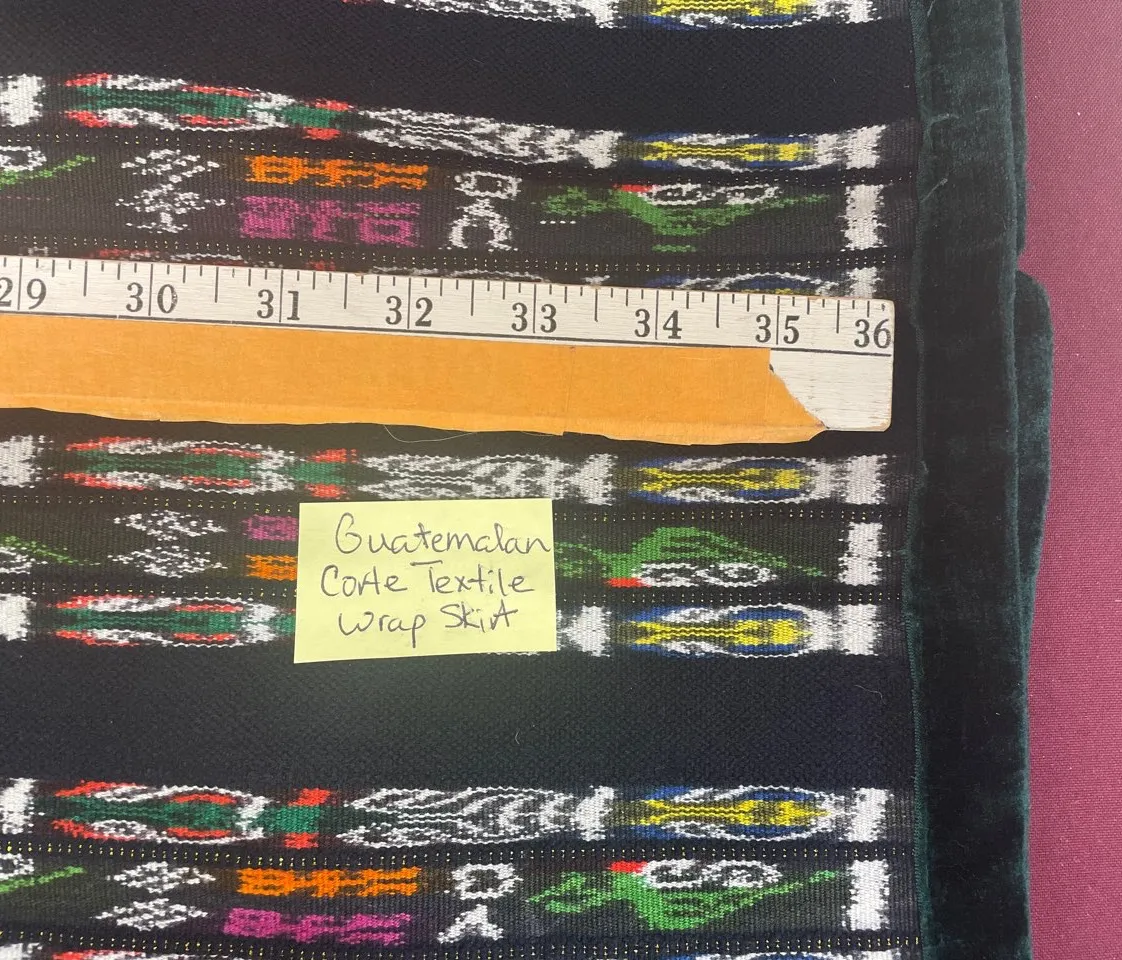 29 30 31 32 33 34 35 36
Guatemalan
Corte Textile
Wrap Skirt